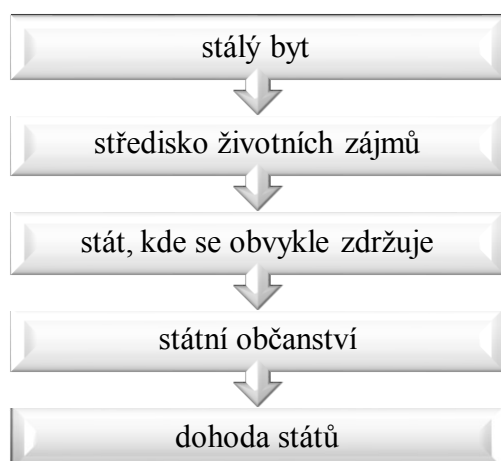 stálý byt
středisko životních zájmů
stát, kde se obvykle zdržuje
státní občanství
dohoda států